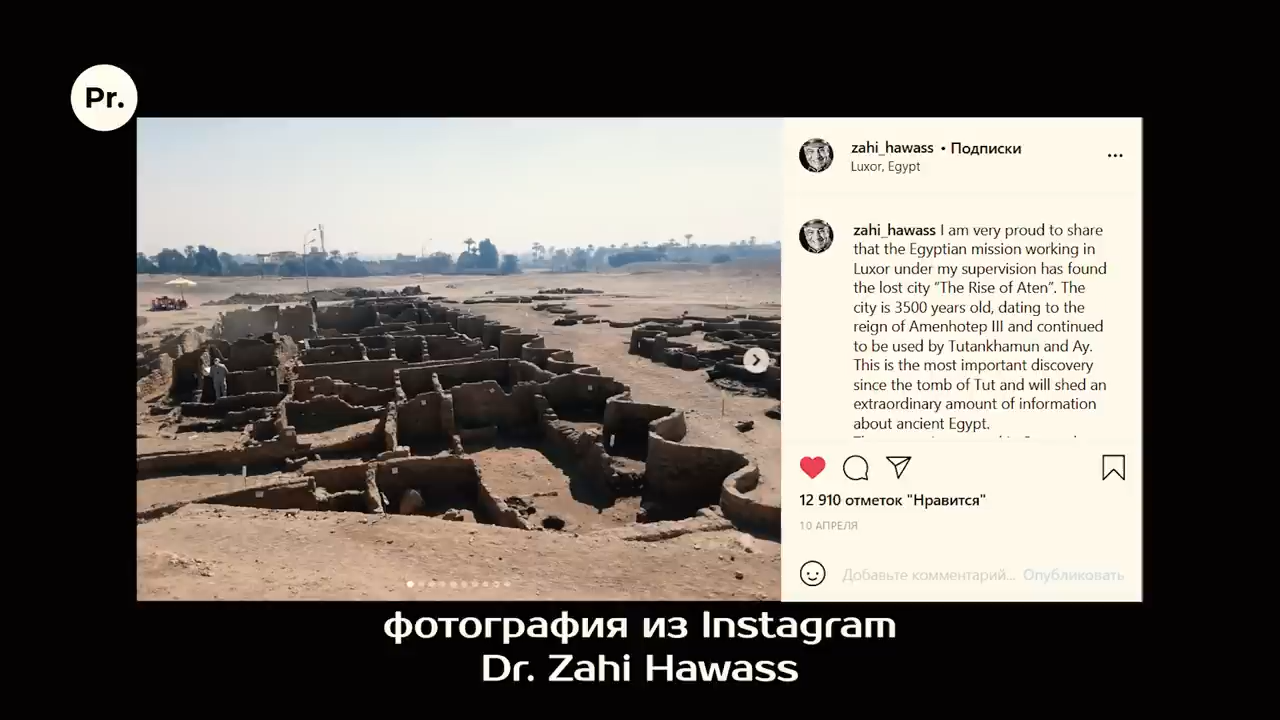 Pr.
zahi_hawass • Подписки
Luxor, Egypt
zahi_hawass I am very proud to share
that the Egyptian mission working in
Luxor under my supervision has found
the lost city “The Rise of Aten”. The
city is 3500 years old, dating to the
reign of Amenhotep III and continued
to be used by Tutankhamun and Ay.
This is the most important discovery
since the tomb of Tut and will shed an
extraordinary amount of information
about ancient Egypt.
12 910 отметок "Нравится"
10 АПРЕЛЯ
Добавьте комментарий... Опубликовать
фотография из Instagram
Dr. Zahi Hawass